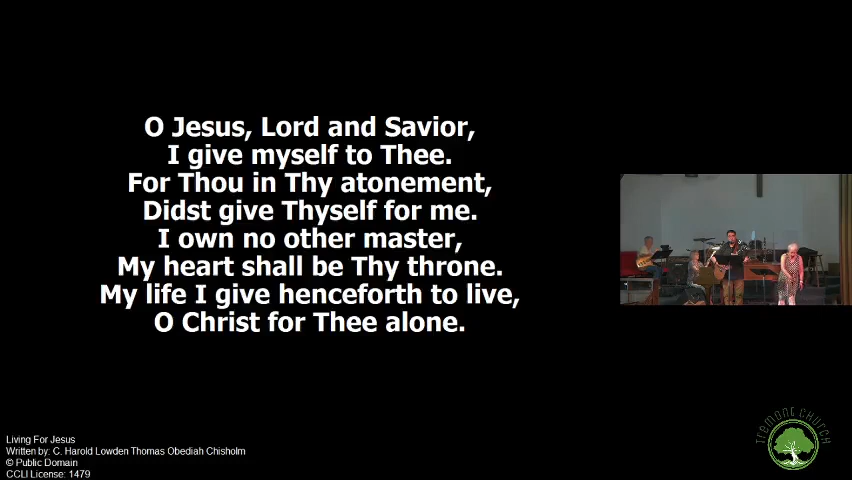 O Jesus, Lord and Savior,
I give myself to Thee.
For Thou in Thy atonement,
Didst give Thyself for me.
I own no other master,
My heart shall be Thy throne.
My life I give henceforth to live,
O Christ for Thee alone.
Living For Jesus
Written by: C. Harold Lowden Thomas Obediah Chisholm
© Public Domain
CCLI License: 1479
TREMONT CHURCH